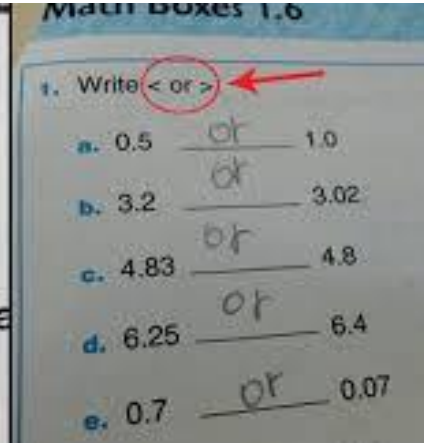 Math Boxes 1.6
1. Write < or >
a. 0.5 or 1.0
b. 3.2 or 3.02
c. 4.83 or 4.8
d. 6.25 or 6.4
e. 0.7 or 0.07